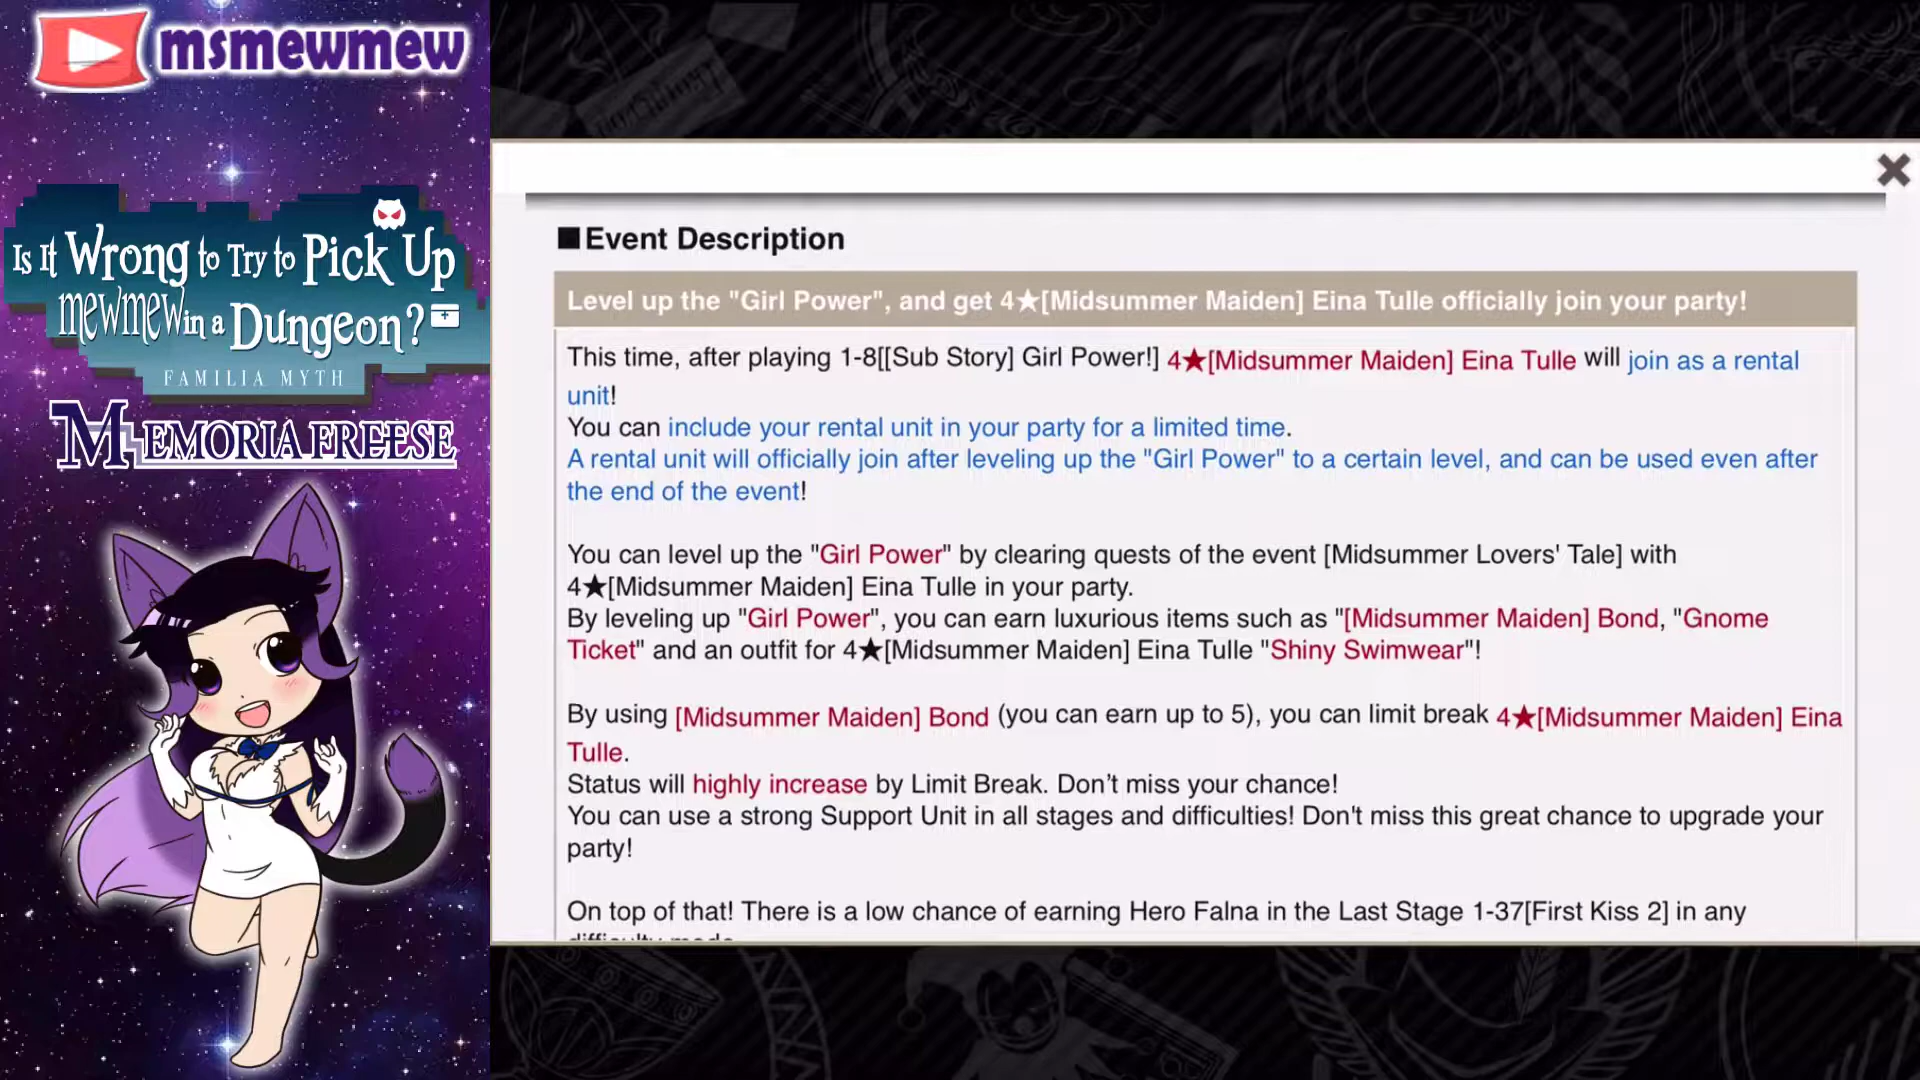 msmewmew
Is It Wrong to Try to Pick Up
mewmew in a Dungeon?
FAMILIA MYTH
MEMORIA FREESE
■Event Description
Level up the "Girl Power", and get 4★[Midsummer Maiden] Eina Tulle officially join your party!
This time, after playing 1-8[[Sub Story] Girl Power!] 4★[Midsummer Maiden] Eina Tulle will join as a rental
unit!
You can include your rental unit in your party for a limited time.
A rental unit will officially join after leveling up the "Girl Power" to a certain level, and can be used even after
the end of the event!
You can level up the "Girl Power" by clearing quests of the event [Midsummer Lovers' Tale] with
4★[Midsummer Maiden] Eina Tulle in your party.
By leveling up "Girl Power", you can earn luxurious items such as "[Midsummer Maiden] Bond, "Gnome
Ticket" and an outfit for 4★[Midsummer Maiden] Eina Tulle "Shiny Swimwear"!
By using [Midsummer Maiden] Bond (you can earn up to 5), you can limit break 4★[Midsummer Maiden] Eina
Tulle.
Status will highly increase by Limit Break. Don’t miss your chance!
You can use a strong Support Unit in all stages and difficulties! Don't miss this great chance to upgrade your
party!
On top of that! There is a low chance of earning Hero Falna in the Last Stage 1-37[First Kiss 2] in any